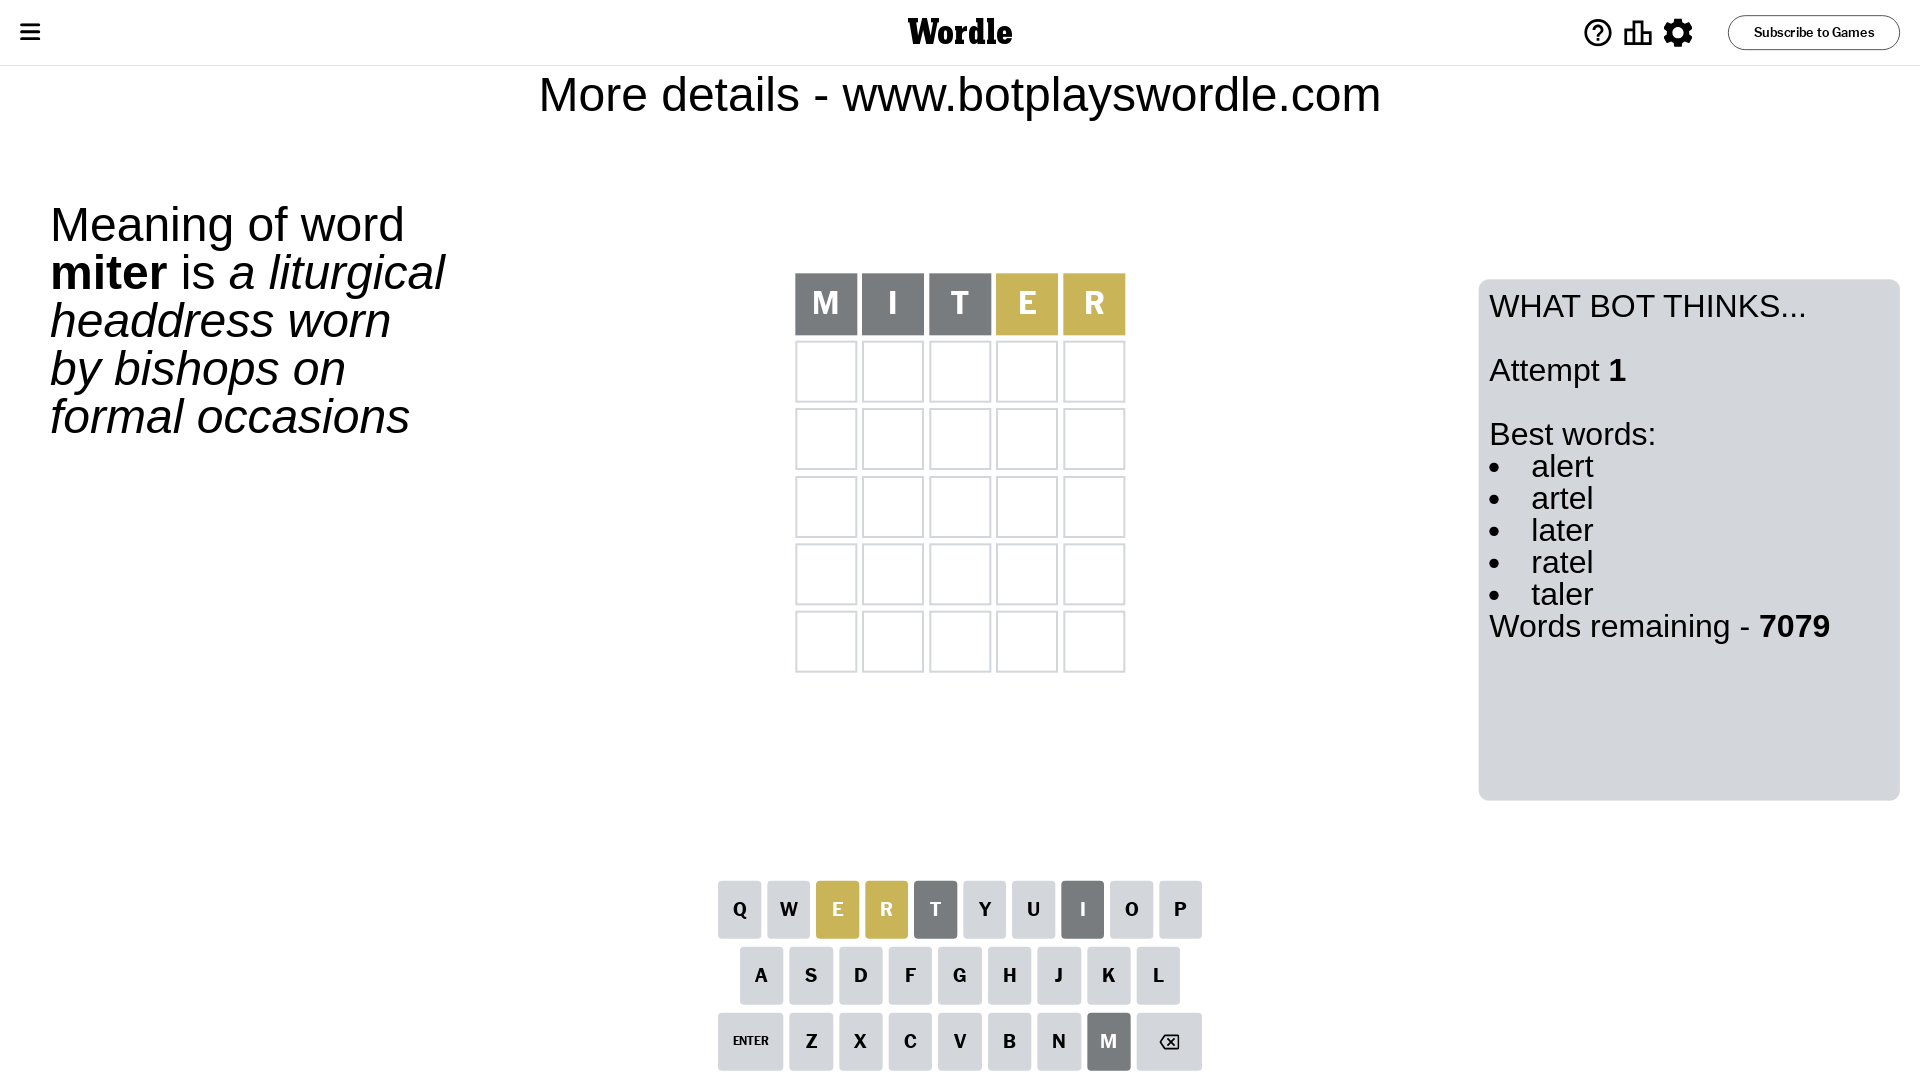 Wordle
Subscribe to Games
More details - www.botplayswordle.com
Meaning of word
miter is a liturgical
headdress worn
by bishops on
formal occasions
M I T E R
WHAT BOT THINKS...
Attempt 1
Best words:
• alert
• artel
• later
• ratel
• taler
Words remaining - 7079
Q W E R T Y U I O P
A S D F G H J K L
ENTER Z X C V B N M